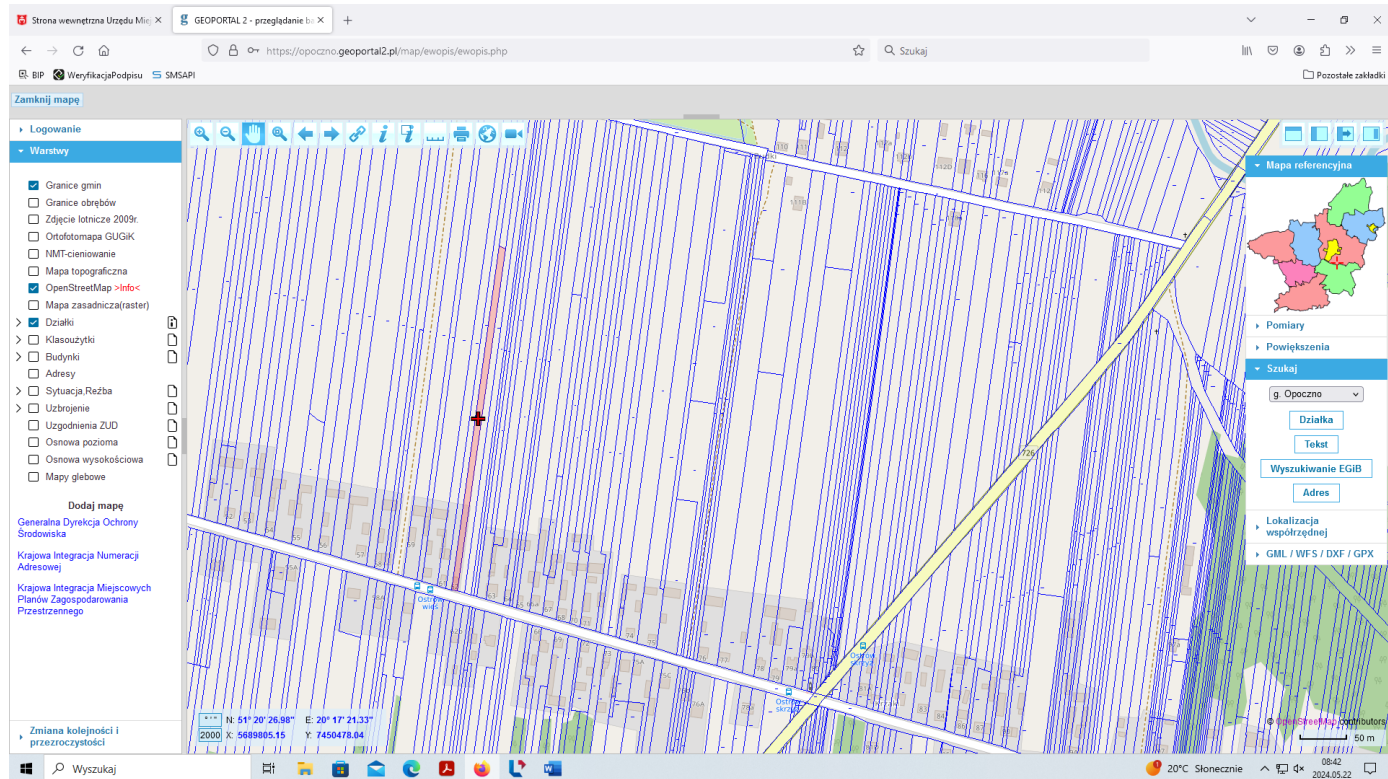 Strona wewnętrzna Urzędu Miej
GEOPORTAL 2 - przeglądanie ba
https://opoczno.geoportal2.pl/map/ewopis/ewopis.php
Szukaj
BIP
WeryfikacjaPodpisu
SMSAPI
Pozostałe zakładki
Zamknij mapę
Logowanie
Warstwy
Granice gmin
Granice obrębów
Zdjęcie lotnicze 2009r.
Ortofotomapa GUGiK
NMT-cieniowanie
Mapa topograficzna
OpenStreetMap >Info<
Mapa zasadnicza(raster)
Działki
Klasoużytki
Budynki
Adresy
Sytuacja,Reźba
Uzbrojenie
Uzgodnienia ZUD
Osnowa pozioma
Osnowa wysokościowa
Mapy glebowe
Dodaj mapę
Generalna Dyrekcja Ochrony
Środowiska
Krajowa Integracja Numeracji
Adresowej
Krajowa Integracja Miejscowych
Planów Zagospodarowania
Przestrzennego
Zmiana kolejności i
przezroczystości
726
N: 51° 20' 26.98" E: 20° 17' 21.33"
2000 X: 5689805.15 Y: 7450478.04
Mapa referencyjna
Pomiary
Powiększenia
Szukaj
g. Opoczno
Działka
Tekst
Wyszukiwanie EGiB
Adres
Lokalizacja
współrzędnej
GML / WFS / DXF / GPX
© OpenStreetMap contributors
50 m
Wyszukaj
20°C Słonecznie
08:42
2024.05.22